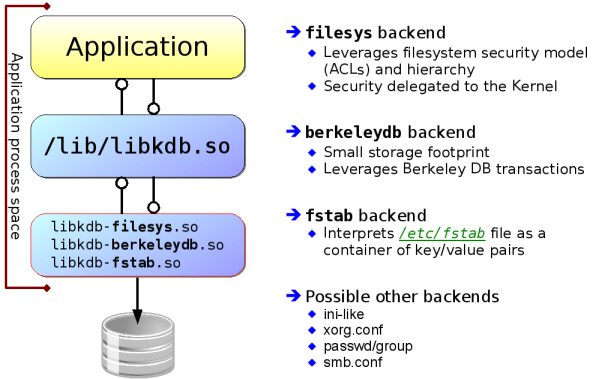 Application process space
Application
/lib/libkdb.so
libkdb-filesys.so
libkdb-berkeleydb.so
libkdb-fstab.so
filesys backend
Leverages filesystem security model
(ACLs) and hierarchy
Security delegated to the Kernel
berkeleydb backend
Small storage footprint
Leverages Berkeley DB transactions
fstab backend
Interprets /etc/fstab file as a
container of key/value pairs
Possible other backends
ini-like
xorg.conf
passwd/group
smb.conf